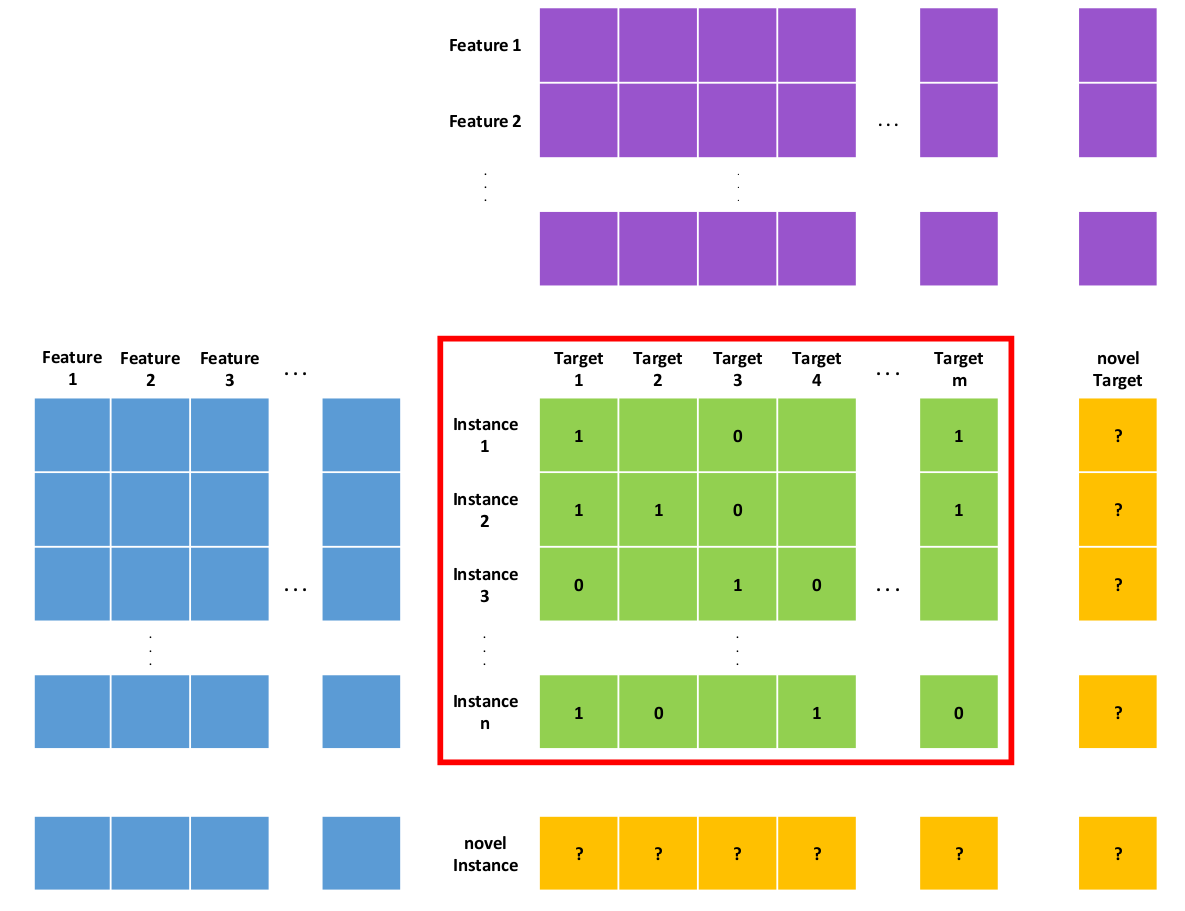 Feature 1
Feature 2
...
.
.
.
.
.
.
Feature
1
Feature
2
Feature
3
...
Target
1
Target
2
Target
3
Target
4
...
Target
m
novel
Target
Instance
1
1 0 1 ?
Instance
2
1 1 0 1 ?
...
Instance
3
0 1 0 ... ?
.
.
.
.
.
.
.
.
.
Instance
n
1 0 1 0 ?
novel
Instance
? ? ? ? ? ?